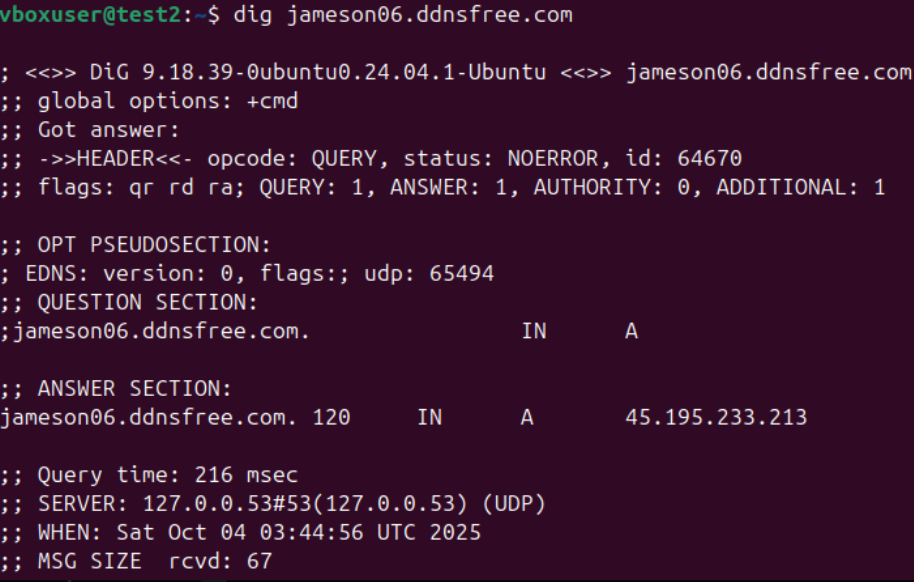 vboxuser@test2:~$ dig jameson06.ddnsfree.com
; <<>> DiG 9.18.39-0ubuntu0.24.04.1-Ubuntu <<>> jameson06.ddnsfree.com
;; global options: +cmd
;; Got answer:
;; ->>HEADER<<- opcode: QUERY, status: NOERROR, id: 64670
;; flags: qr rd ra; QUERY: 1, ANSWER: 1, AUTHORITY: 0, ADDITIONAL: 1
;; OPT PSEUDOSECTION:
; EDNS: version: 0, flags:; udp: 65494
;; QUESTION SECTION:
;jameson06.ddnsfree.com. IN A
;; ANSWER SECTION:
jameson06.ddnsfree.com. 120 IN A 45.195.233.213
;; Query time: 216 msec
;; SERVER: 127.0.0.53#53(127.0.0.53) (UDP)
;; WHEN: Sat Oct 04 03:44:56 UTC 2025
;; MSG SIZE rcvd: 67